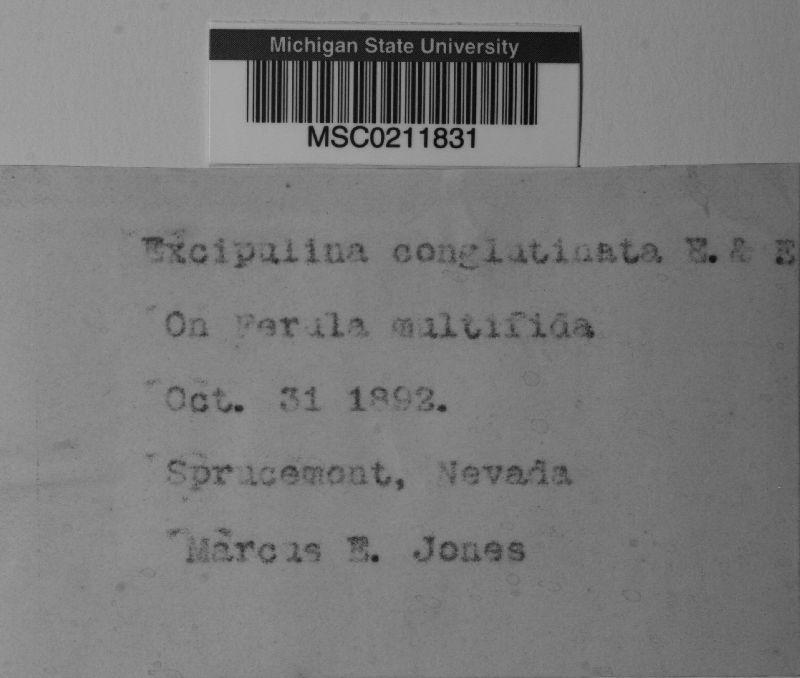 Michigan State University
MSC0211831
Excipulina conglutinata E. & E
On Ferula multifida
Oct. 31 1892.
Sprucemont, Nevada
Marcus E. Jones